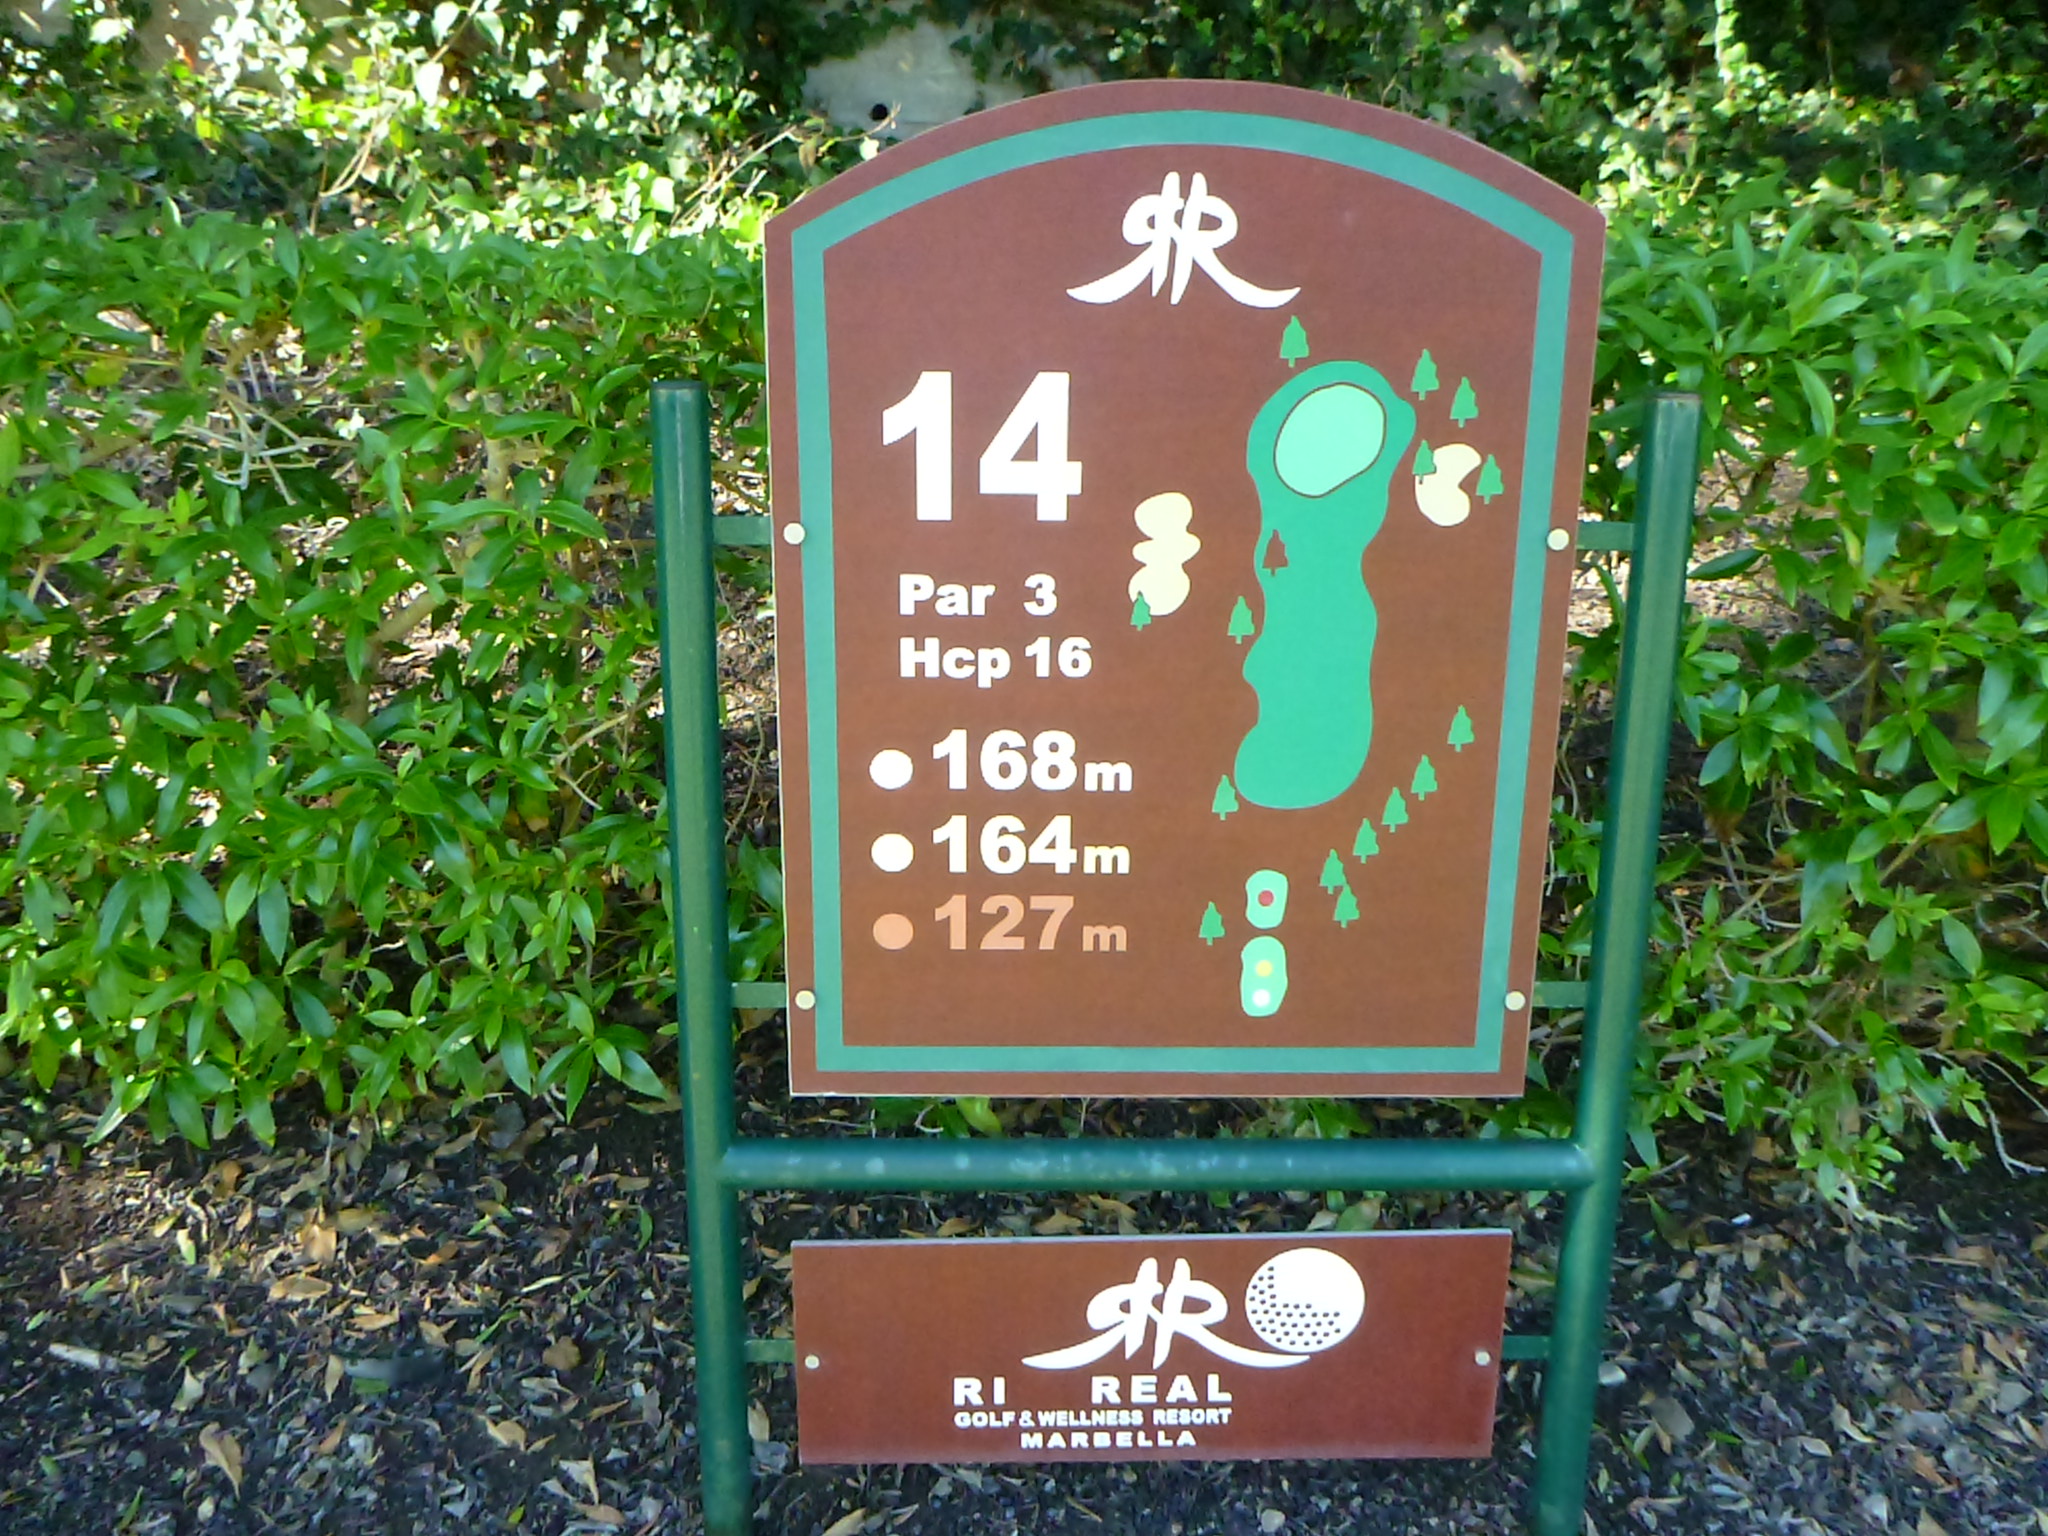 14
Par 3
Hcp 16
168m
164m
127m
RI REAL
GOLF & WELLNESS RESORT
MARBELLA